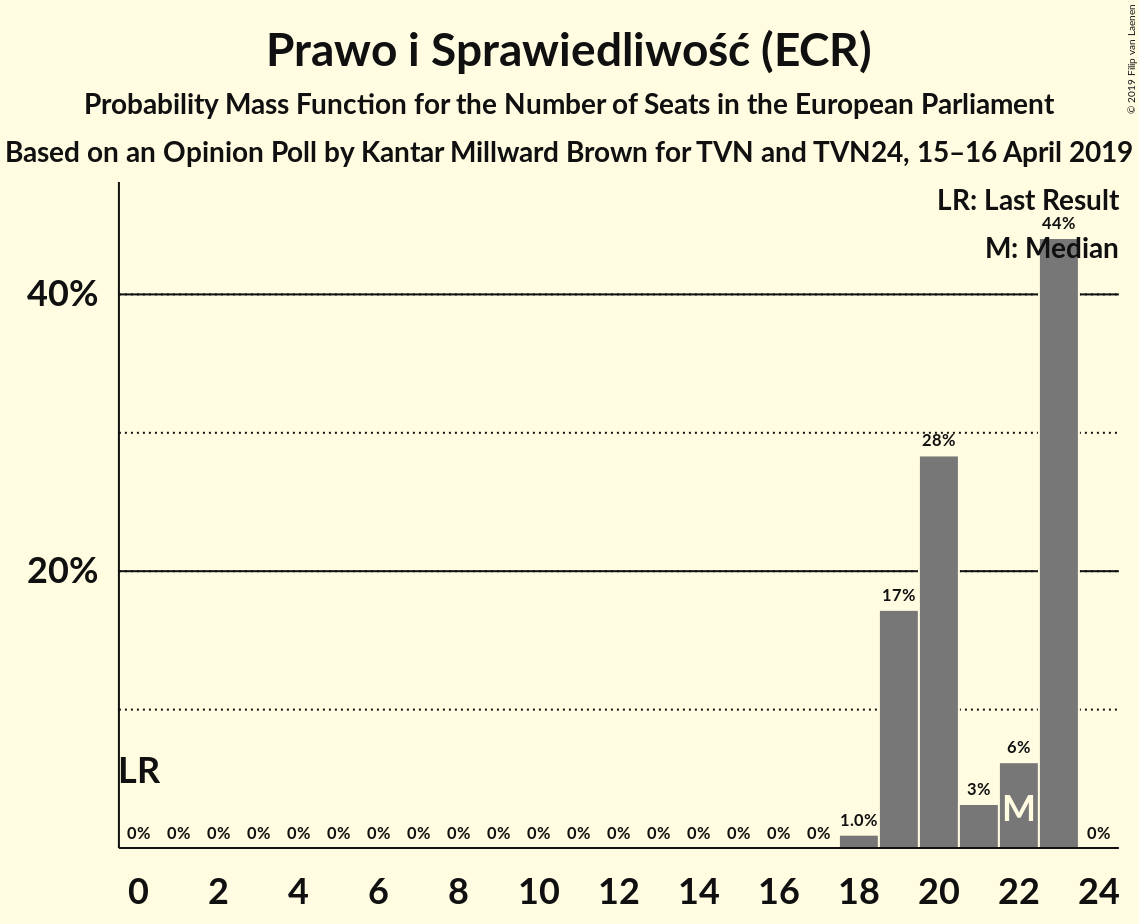 Prawo i Sprawiedliwość (ECR)
Probability Mass Function for the Number of Seats in the European Parliament
Based on an Opinion Poll by Kantar Millward Brown for TVN and TVN24, 15–16 April 2019
© 2019 Filip van Laenen
LR: Last Result
44%
M: Median
40%
28%
20%
17%
LR
6%
3%
M
1.0%
0% 0% 0% 0% 0% 0% 0% 0% 0% 0% 0% 0% 0% 0% 0% 0% 0% 0% 0%
0 2 4 6 8 10 12 14 16 18 20 22 24